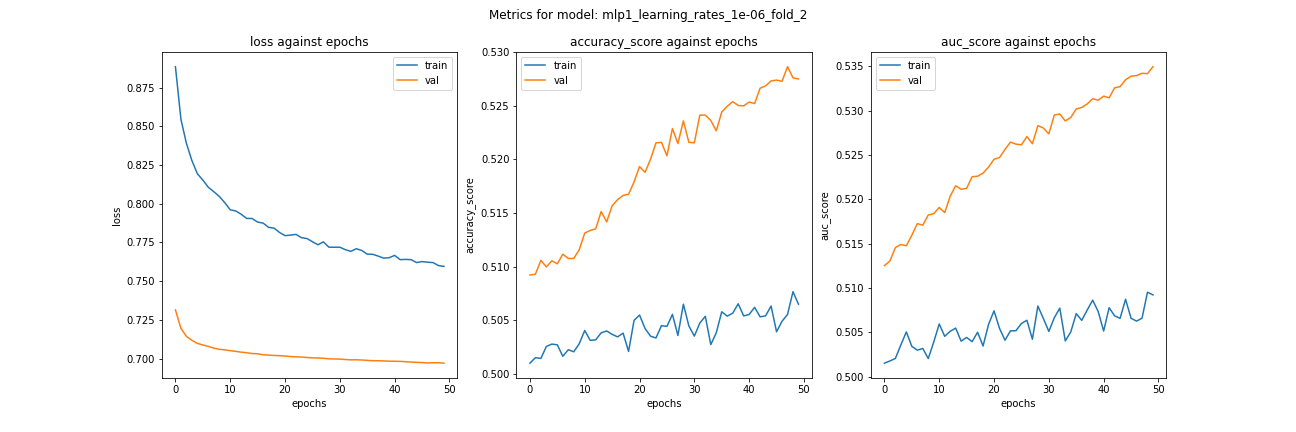 Metrics for model: mlp1_learning_rates_1e-06_fold_2
loss against epochs
train
val
0.875
0.850
0.825
0.800
0.775
0.750
0.725
0.700
loss
0 10 20 30 40 50
epochs
accuracy_score against epochs
train
val
0.530
0.525
0.520
0.515
0.510
0.505
0.500
accuracy_score
0 10 20 30 40 50
epochs
auc_score against epochs
train
val
0.535
0.530
0.525
0.520
0.515
0.510
0.505
0.500
auc_score
0 10 20 30 40 50
epochs